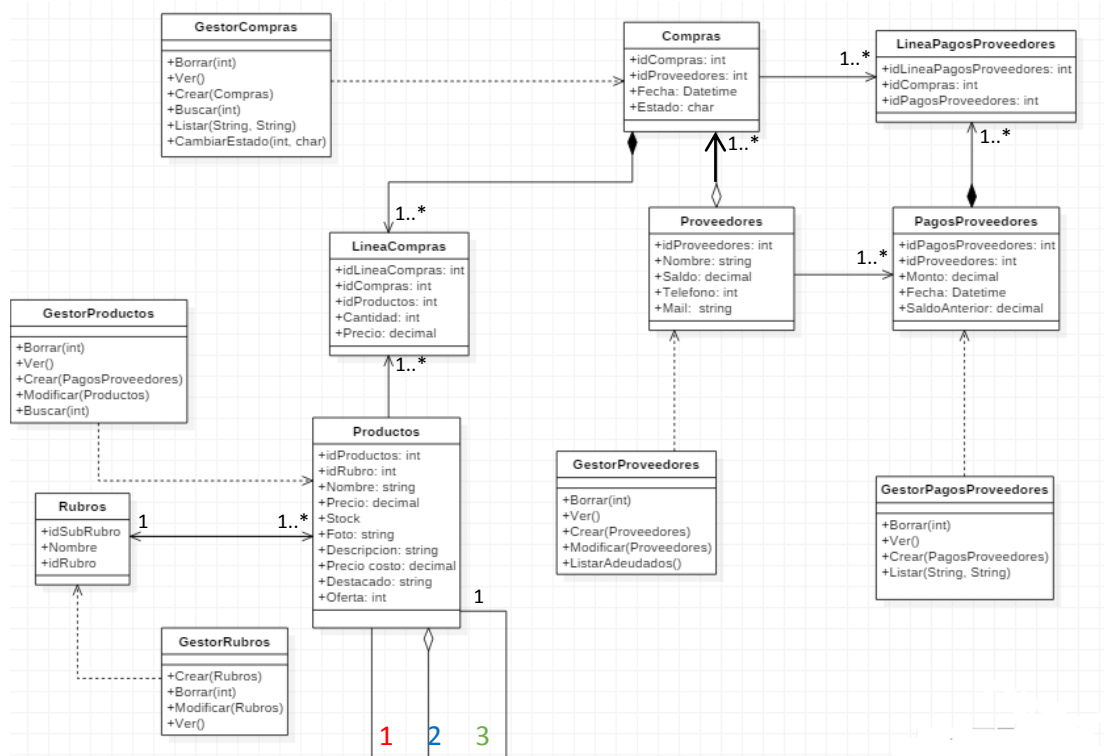 GestorCompras
+Borrar(int)
+Ver()
+Crear(Compras)
+Buscar(int)
+Listar(String, String)
+CambiarEstado(int, char)
Compras
+idCompras: int
+idProveedores: int
+Fecha: Datetime
+Estado: char
1..*
LineaPagosProveedores
+idLineaPagosProveedores: int
+idCompras: int
+idPagosProveedores: int
1..*
1..*
1..*
LineaCompras
+idLineaCompras: int
+idCompras: int
+idProductos: int
+Cantidad: int
+Precio: decimal
1..*
Proveedores
+idProveedores: int
+Nombre: string
+Saldo: decimal
+Telefono: int
+Mail:  string
1..*
PagosProveedores
+idPagosProveedores: int
+idProveedores: int
+Monto: decimal
+Fecha: Datetime
+SaldoAnterior: decimal
GestorProductos
+Borrar(int)
+Ver()
+Crear(PagosProveedores)
+Modificar(Productos)
+Buscar(int)
Productos
+idProductos: int
+idRubro: int
+Nombre: string
+Precio: decimal
+Stock
+Foto: string
+Descripcion: string
+Precio costo: decimal
+Destacado: string
+Oferta: int
Rubros
+idSubRubro
+Nombre
+idRubro
1
1..*
GestorProveedores
+Borrar(int)
+Ver()
+Crear(Proveedores)
+Modificar(Proveedores)
+ListarAdeudados()
GestorPagosProveedores
+Borrar(int)
+Ver()
+Crear(PagosProveedores)
+Listar(String, String)
1
GestorRubros
+Crear(Rubros)
+Borrar(int)
+Modificar(Rubros)
+Ver()
1
2
3